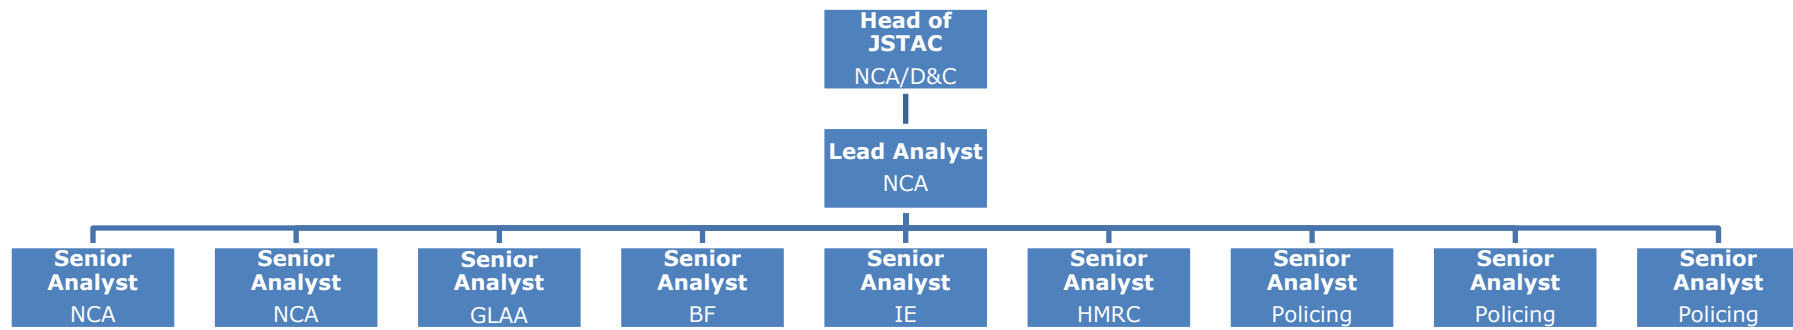 Head of
JSTAC
NCA/D&C
Lead Analyst
NCA
Senior
Analyst
NCA
Senior
Analyst
NCA
Senior
Analyst
GLAA
Senior
Analyst
BF
Senior
Analyst
IE
Senior
Analyst
HMRC
Senior
Analyst
Policing
Senior
Analyst
Policing
Senior
Analyst
Policing